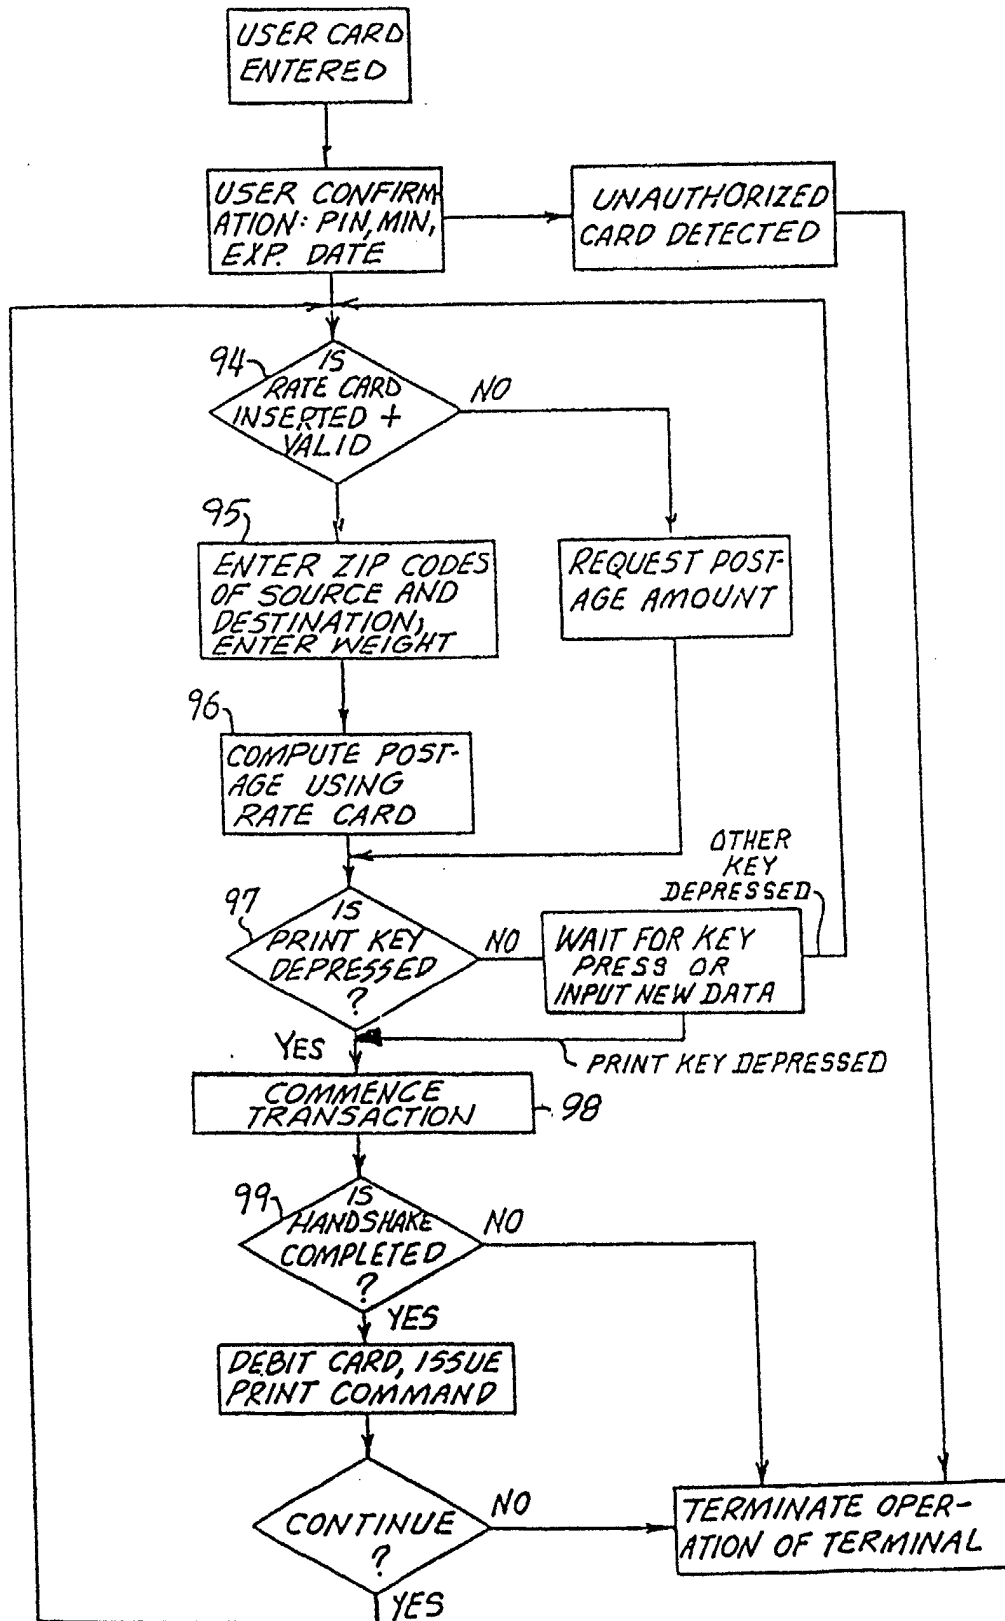 USER CARD
ENTERED
USER CONFIRM-
ATION: PIN, MIN,
EXP. DATE
UNAUTHORIZED
CARD DETECTED
94
IS
RATE CARD
INSERTED +
VALID
NO
95
ENTER ZIP CODES
OF SOURCE AND
DESTINATION,
ENTER WEIGHT
REQUEST POST-
AGE AMOUNT
96
COMPUTE POST-
AGE USING
RATE CARD
OTHER
KEY
DEPRESSED
97
IS
PRINT KEY
DEPRESSED
?
NO
WAIT FOR KEY
PRESS OR
INPUT NEW DATA
YES
PRINT KEY DEPRESSED
COMMENCE
TRANSACTION
98
99
IS
HANDSHAKE
COMPLETED
?
NO
YES
DEBIT CARD, ISSUE
PRINT COMMAND
CONTINUE
?
NO
TERMINATE OPER-
ATION OF TERMINAL
YES